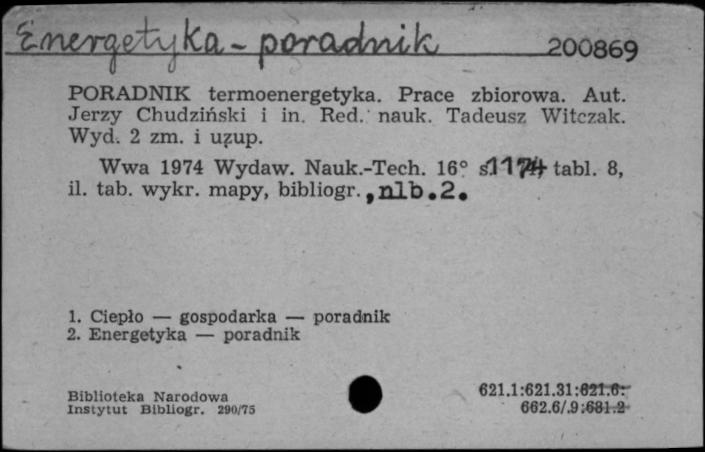 Energetyka - poradnik 200869
PORADNIK termoenergetyka. Prace zbiorowa. Aut.
Jerzy Chudziński i in. Red. nauk. Tadeusz Witczak.
Wyd. 2 zm. i uzup.
Wwa 1974 Wydaw. Nauk.-Tech. 16° s. 1174, tabl. 8,
il. tab. wykr. mapy, bibliogr., nlb.2.
1. Ciepło — gospodarka — poradnik
2. Energetyka — poradnik
Biblioteka Narodowa
Instytut Bibliogr. 290/75
621.1:621.31:621.6:
662.6/.9:681.2